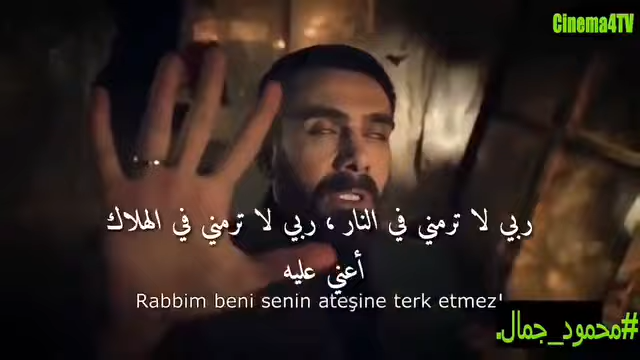 Cinema4TV
ربي لا ترمني في النار ، ربي لا ترمني في الهلاك
أعني عليه
Rabbim beni senin ateşine terk etmez!
#محمود_جمال.